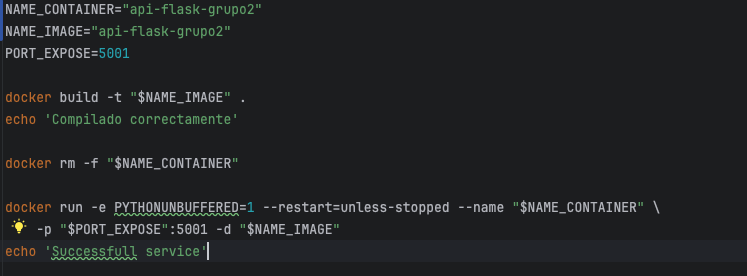 NAME_CONTAINER="api-flask-grupo2"
NAME_IMAGE="api-flask-grupo2"
PORT_EXPOSE=5001
docker build -t "$NAME_IMAGE" .
echo 'Compilado correctamente'
docker rm -f "$NAME_CONTAINER"
docker run -e PYTHONUNBUFFERED=1 --restart=unless-stopped --name "$NAME_CONTAINER" \
-p "$PORT_EXPOSE":5001 -d "$NAME_IMAGE"
echo 'Successfull service'